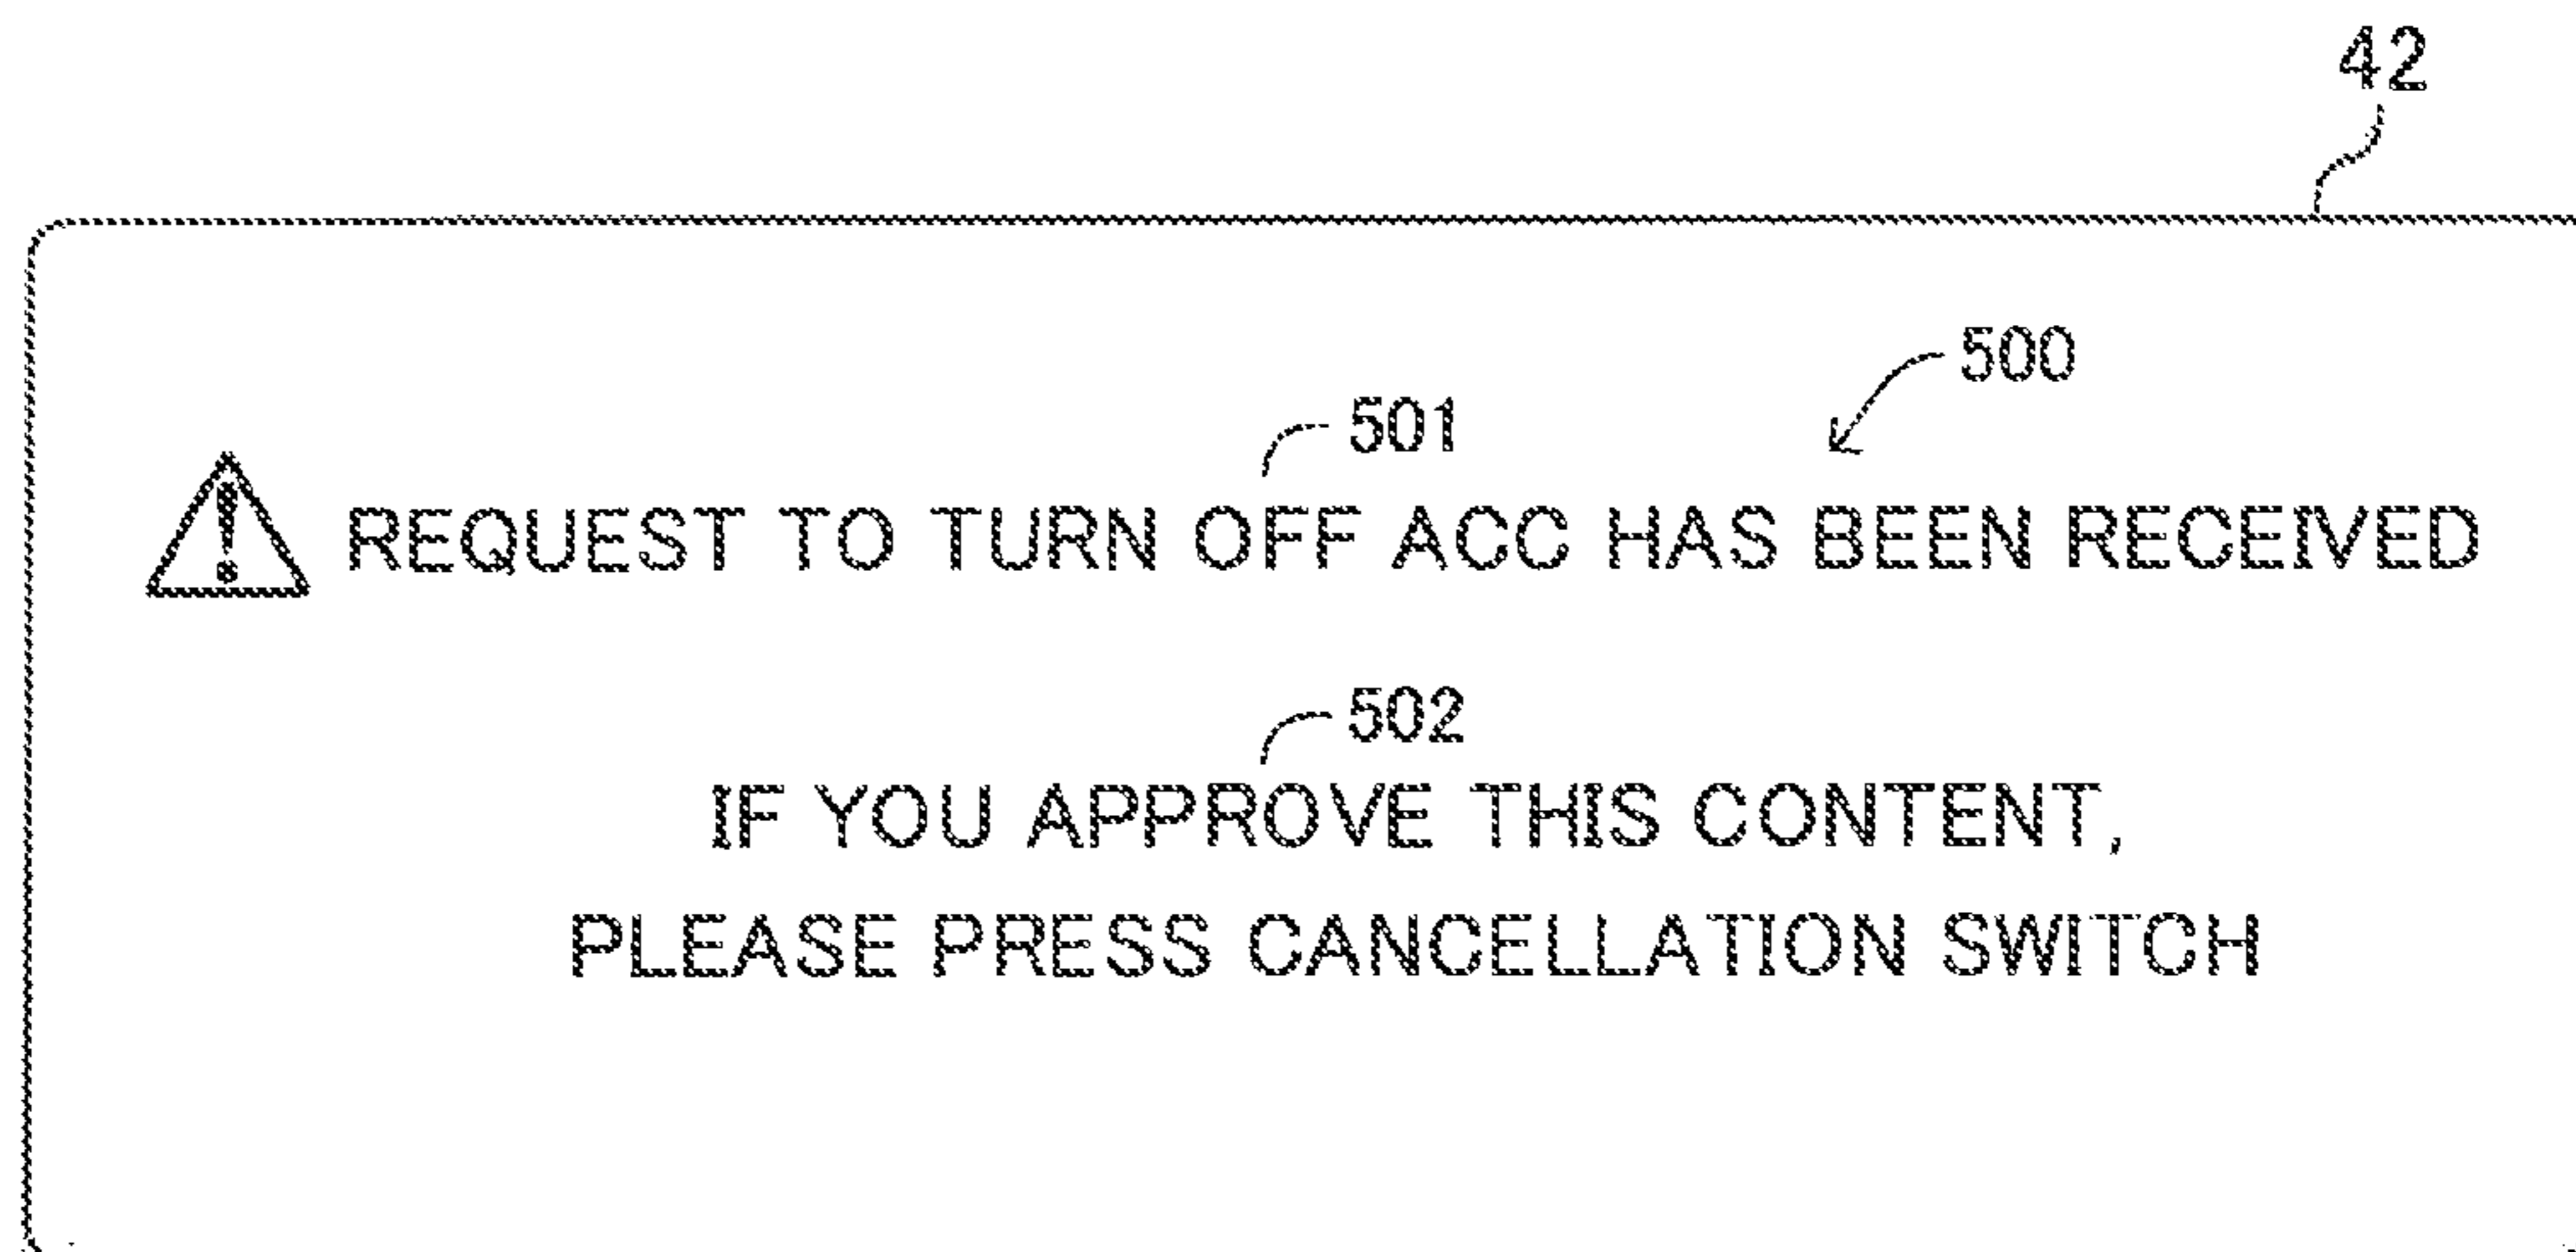 42
500
501
REQUEST TO TURN OFF ACC HAS BEEN RECEIVED
502
IF YOU APPROVE THIS CONTENT,
PLEASE PRESS CANCELLATION SWITCH